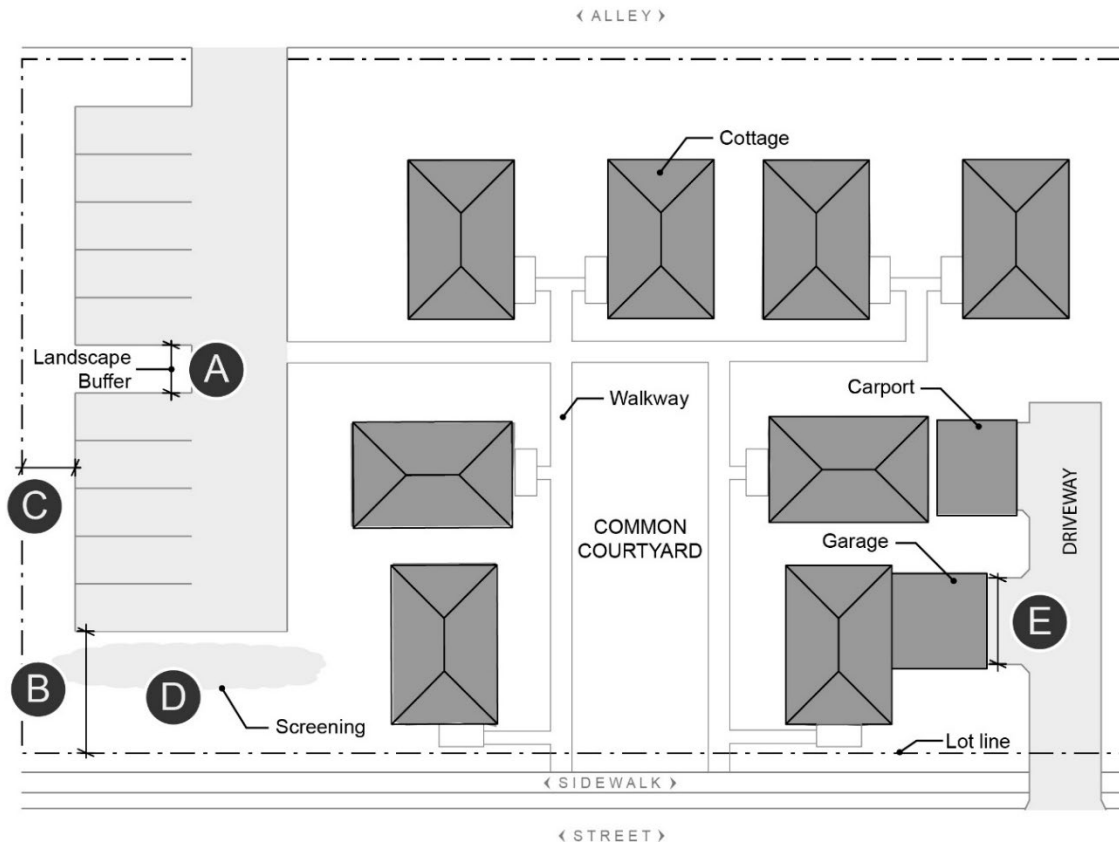 ALLEY
Cottage
Landscape
Buffer
A
Walkway
Carport
C
COMMON
COURTYARD
DRIVEWAY
Garage
E
B
D
Screening
Lot line
SIDEWALK
STREET